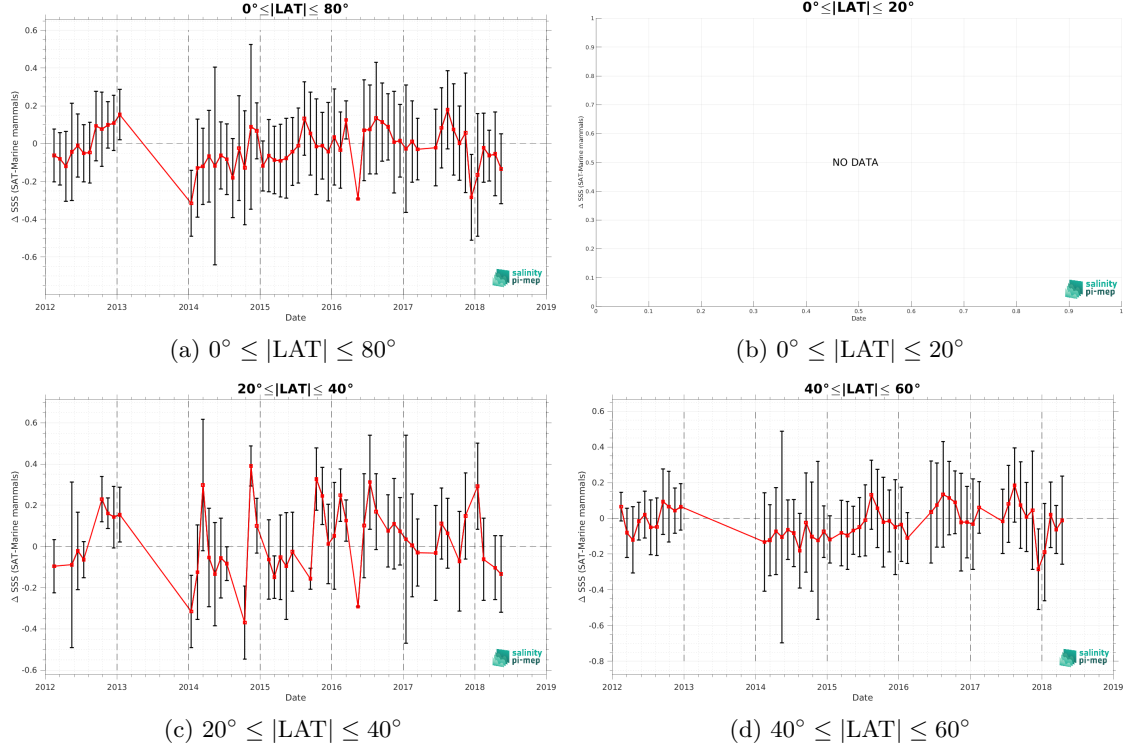 0°≤|LAT|≤ 80°
Δ SSS (SAT-Marine mammals)
0.6
0.4
0.2
0
-0.2
-0.4
-0.6
2012 2013 2014 2015 2016 2017 2018 2019
Date
salinity
pi-mep
(a) 0° ≤ |LAT| ≤ 80°
0°≤|LAT|≤ 20°
Δ SSS (SAT-Marine mammals)
1
0.9
0.8
0.7
0.6
0.5
0.4
0.3
0.2
0.1
0
NO DATA
0 0.1 0.2 0.3 0.4 0.5 0.6 0.7 0.8 0.9 1
Date
salinity
pi-mep
(b) 0° ≤ |LAT| ≤ 20°
20°≤|LAT|≤ 40°
Δ SSS (SAT-Marine mammals)
0.6
0.4
0.2
0
-0.2
-0.4
-0.6
2012 2013 2014 2015 2016 2017 2018 2019
Date
salinity
pi-mep
(c) 20° ≤ |LAT| ≤ 40°
40°≤|LAT|≤ 60°
Δ SSS (SAT-Marine mammals)
0.6
0.4
0.2
0
-0.2
-0.4
-0.6
-0.8
2012 2013 2014 2015 2016 2017 2018 2019
Date
salinity
pi-mep
(d) 40° ≤ |LAT| ≤ 60°